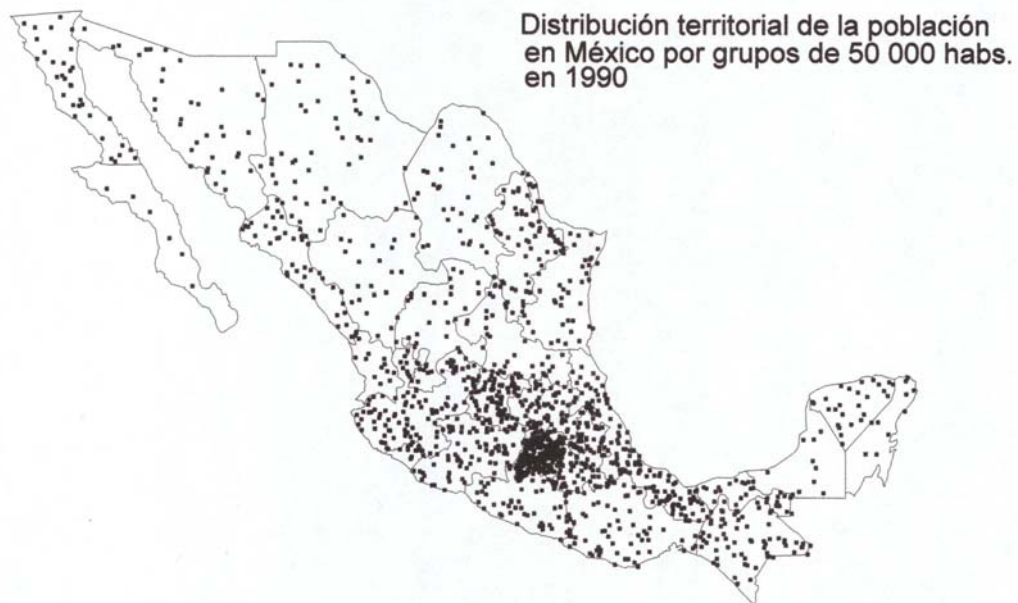 Distribución territorial de la población
en México por grupos de 50 000 habs.
en 1990